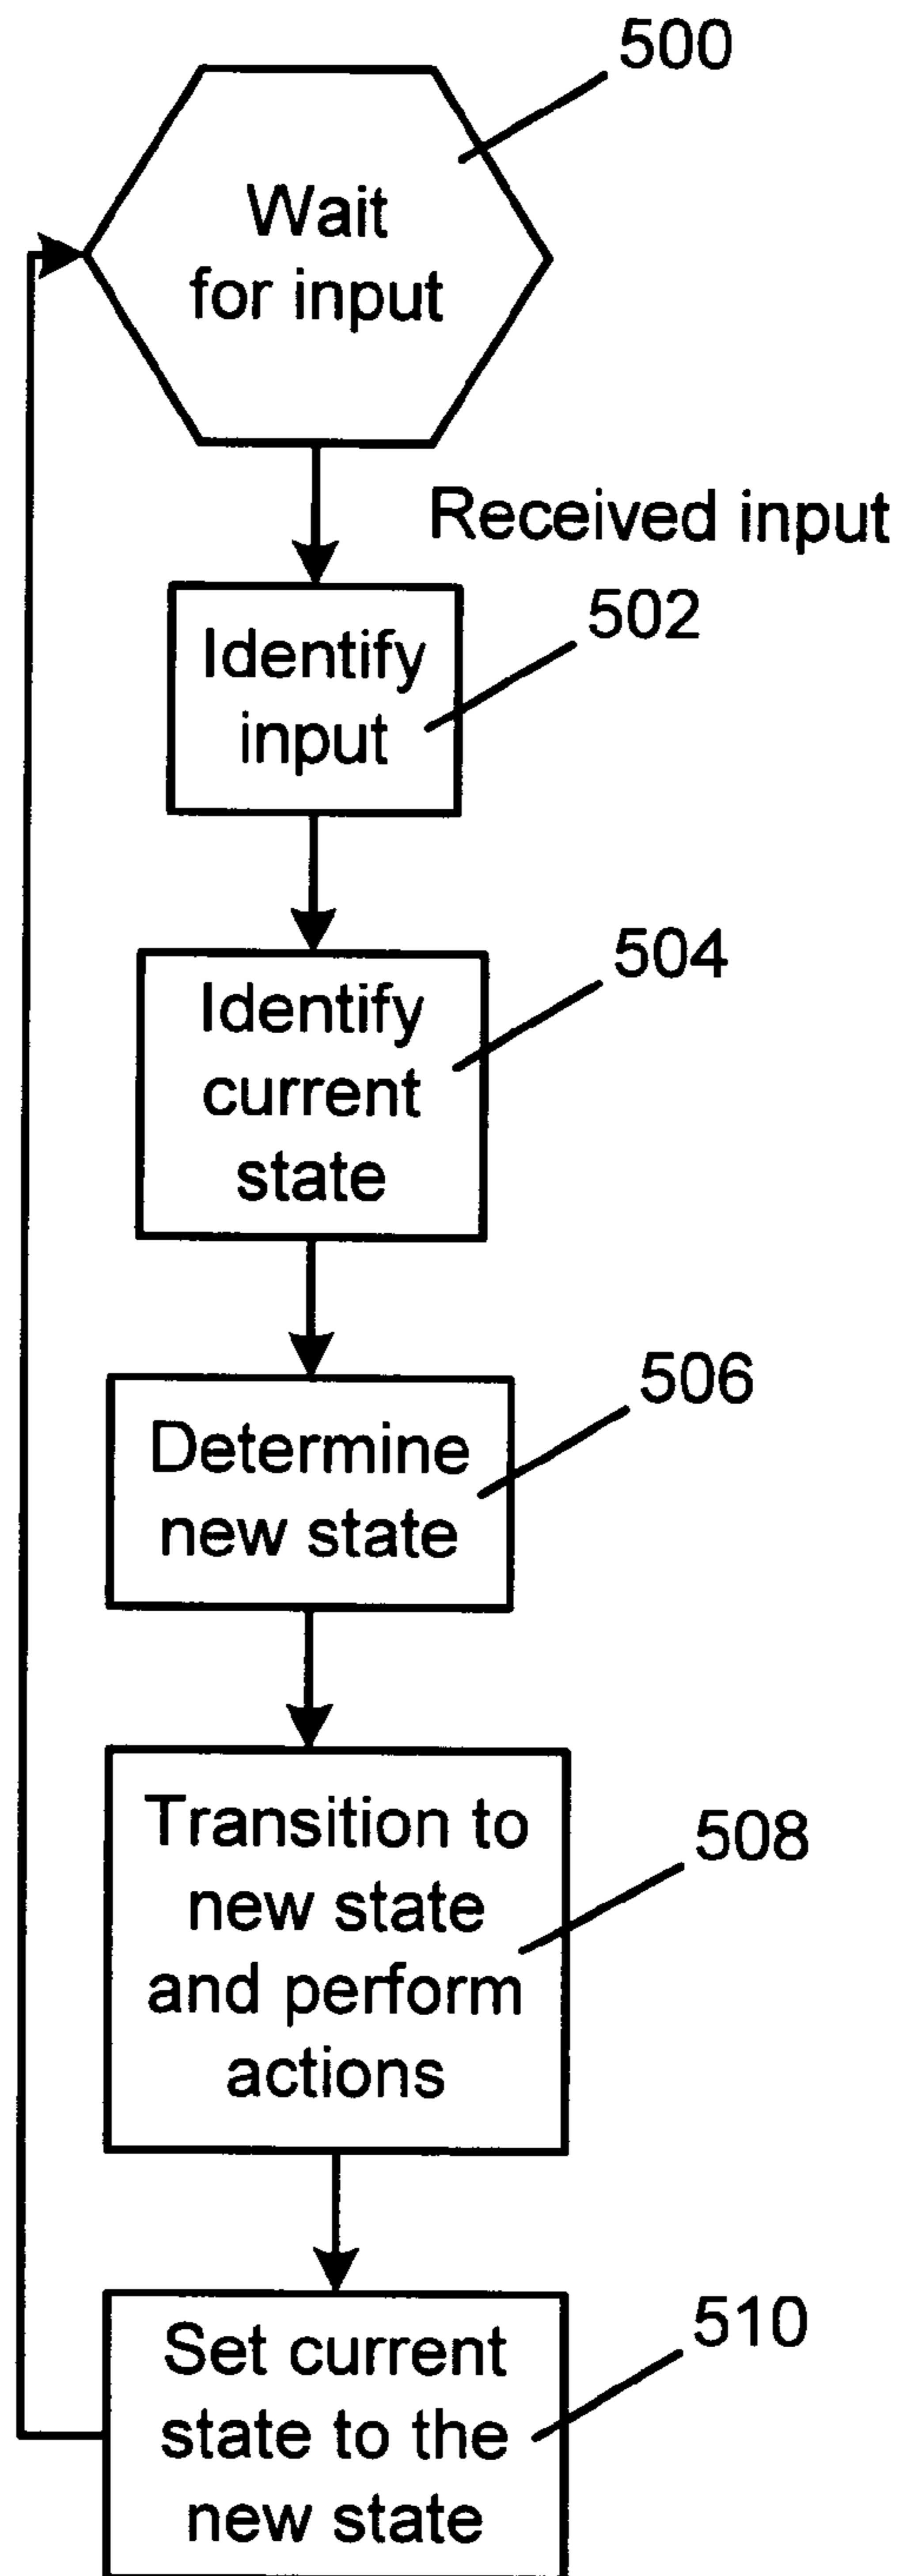 500
Wait
for input
Received input
502
Identify
input
504
Identify
current
state
506
Determine
new state
508
Transition to
new state
and perform
actions
510
Set current
state to the
new state